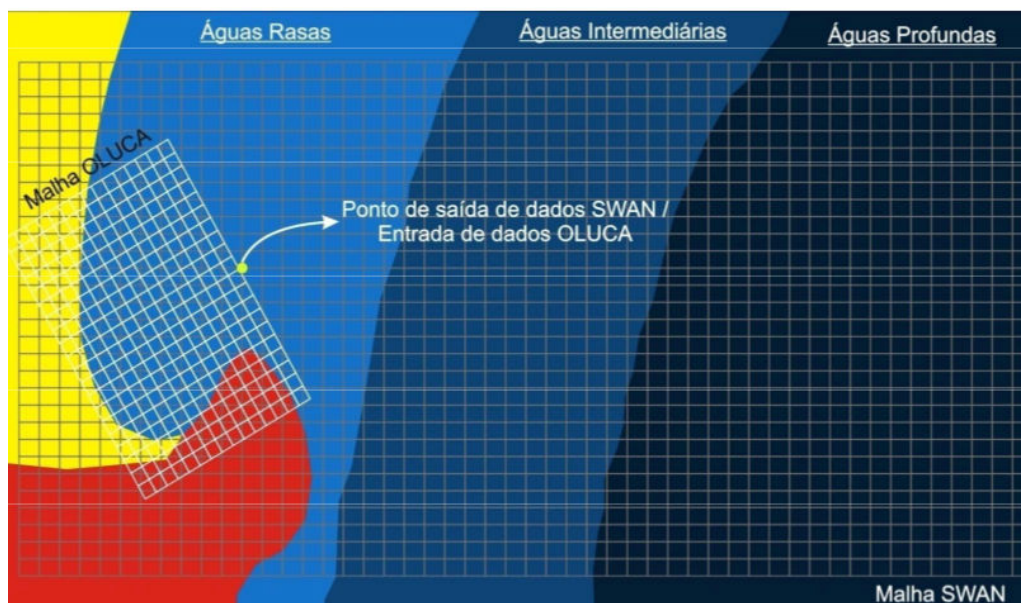 Águas Rasas
Águas Intermediárias
Águas Profundas
Malha OLUCA
Ponto de saída de dados SWAN /
Entrada de dados OLUCA
Malha SWAN